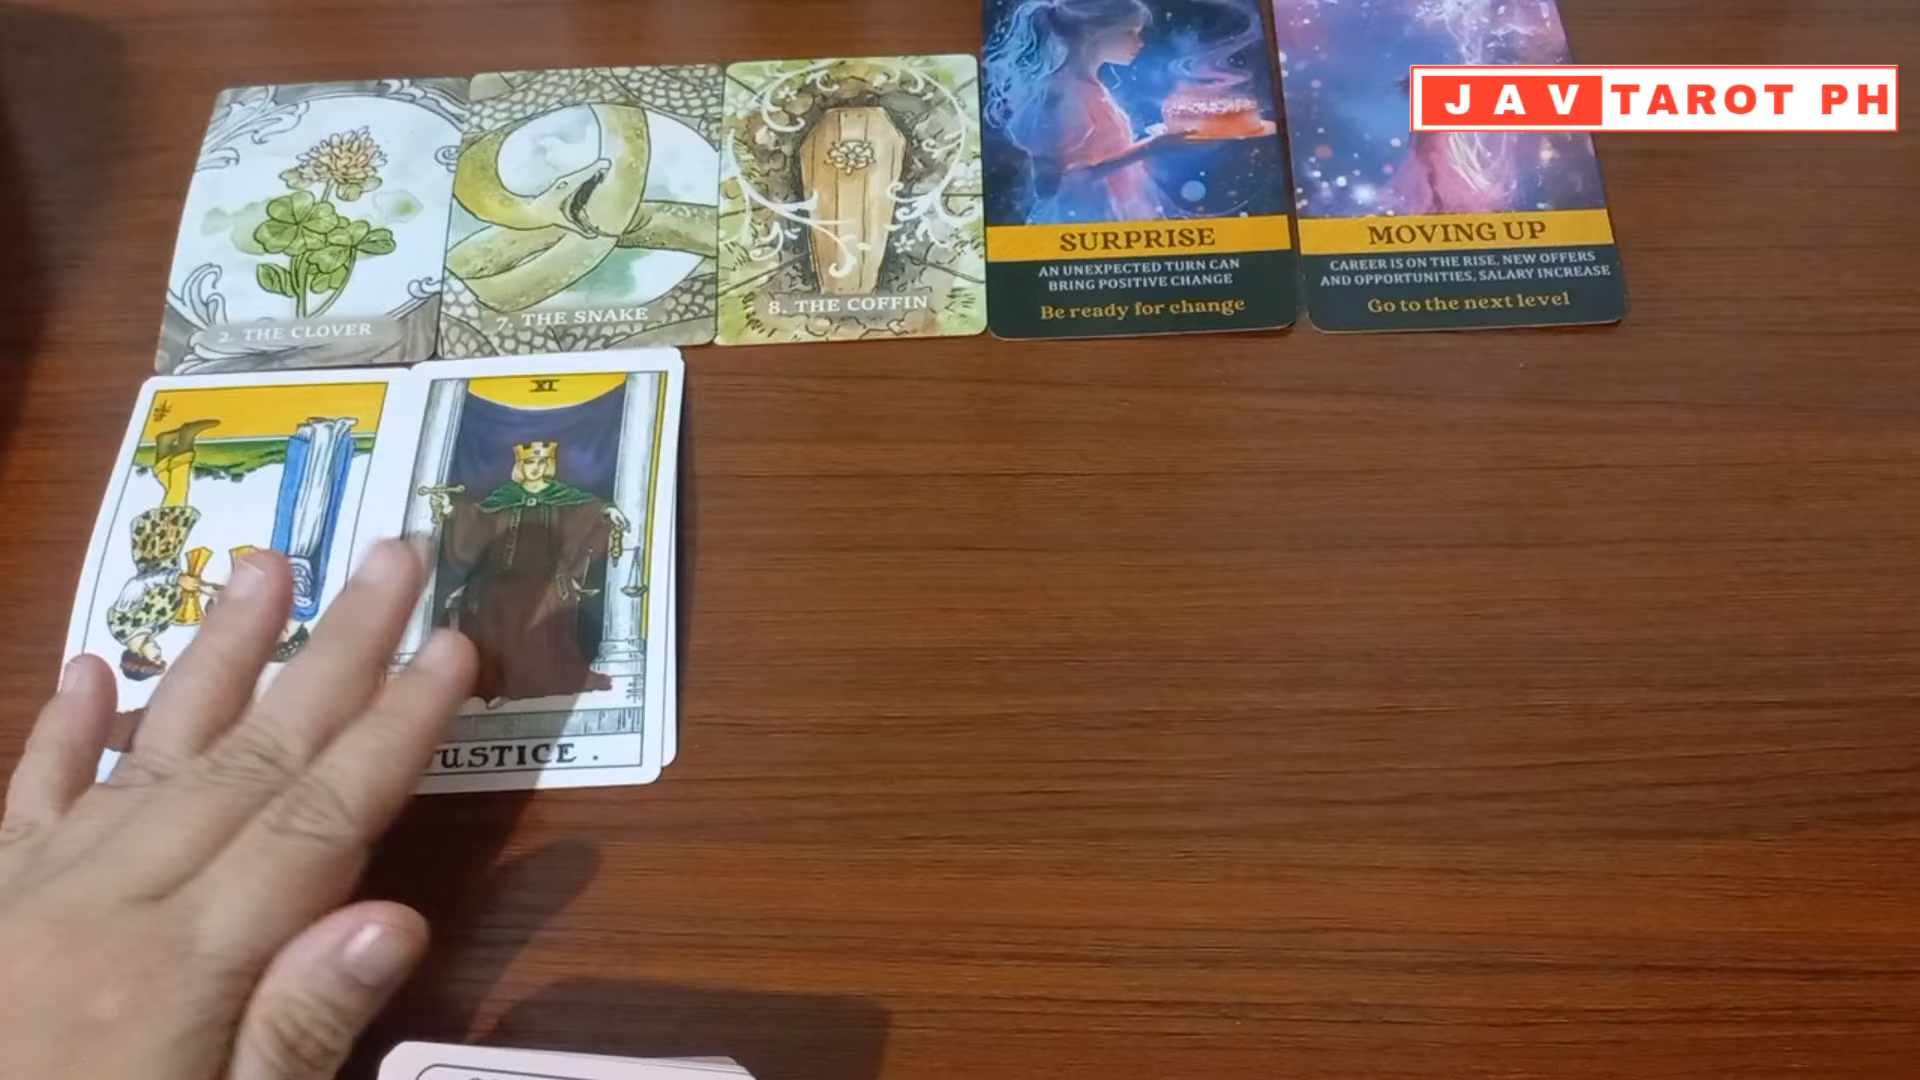 JAV TAROT PH
2. THE CLOVER
7. THE SNAKE
8. THE COFFIN
SURPRISE
AN UNEXPECTED TURN CAN
BRING POSITIVE CHANGE
Be ready for change
MOVING UP
CAREER IS ON THE RISE, NEW OFFERS
AND OPPORTUNITIES, SALARY INCREASE
Go to the next level
XI
JUSTICE.